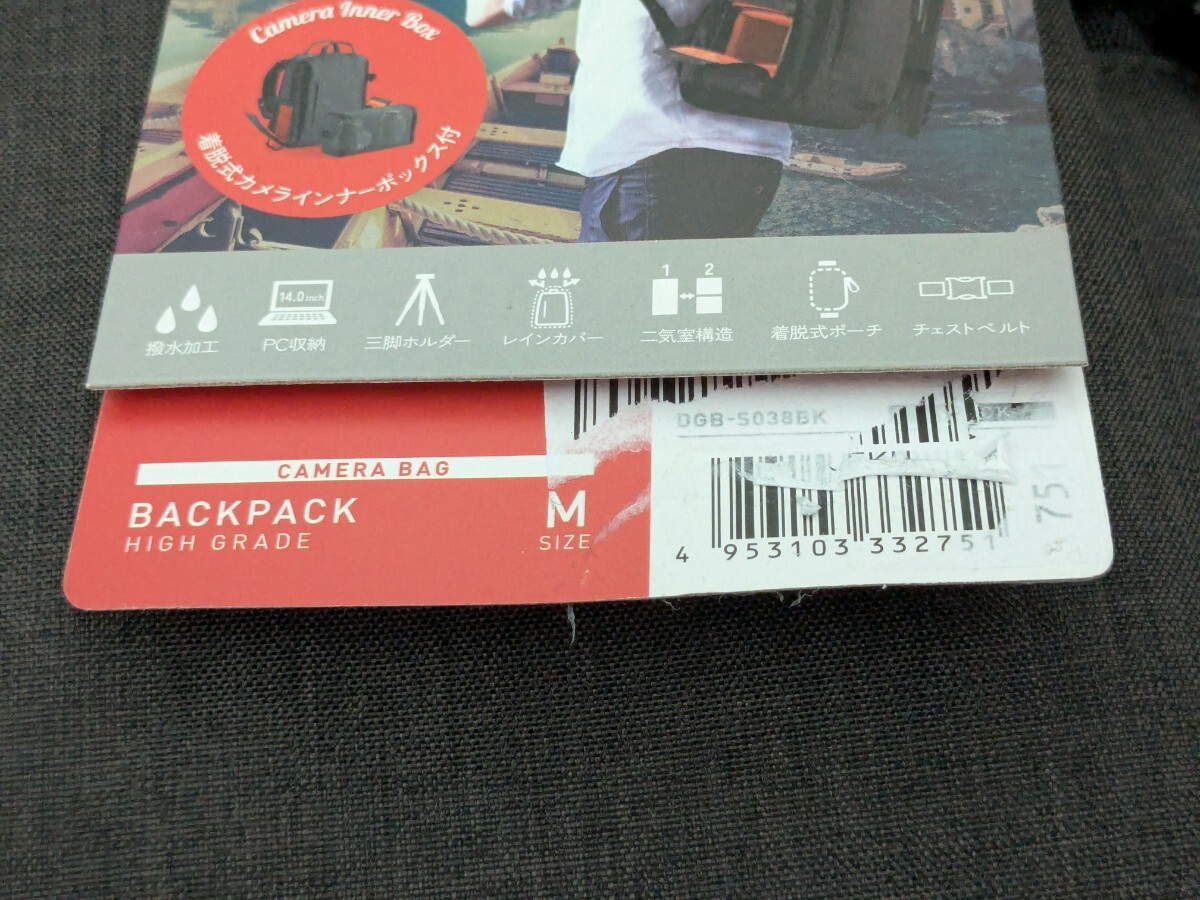 Camera Inner Box
着脱式カメラインナーボックス付
14.0inch
1 2
撥水加工
PC収納
三脚ホルダー
レインカバー
二気室構造
着脱式ポーチ
チェストベルト
CAMERA BAG
BACKPACK
HIGH GRADE
M
SIZE
DGB-S038BK
4 953103 332751
751